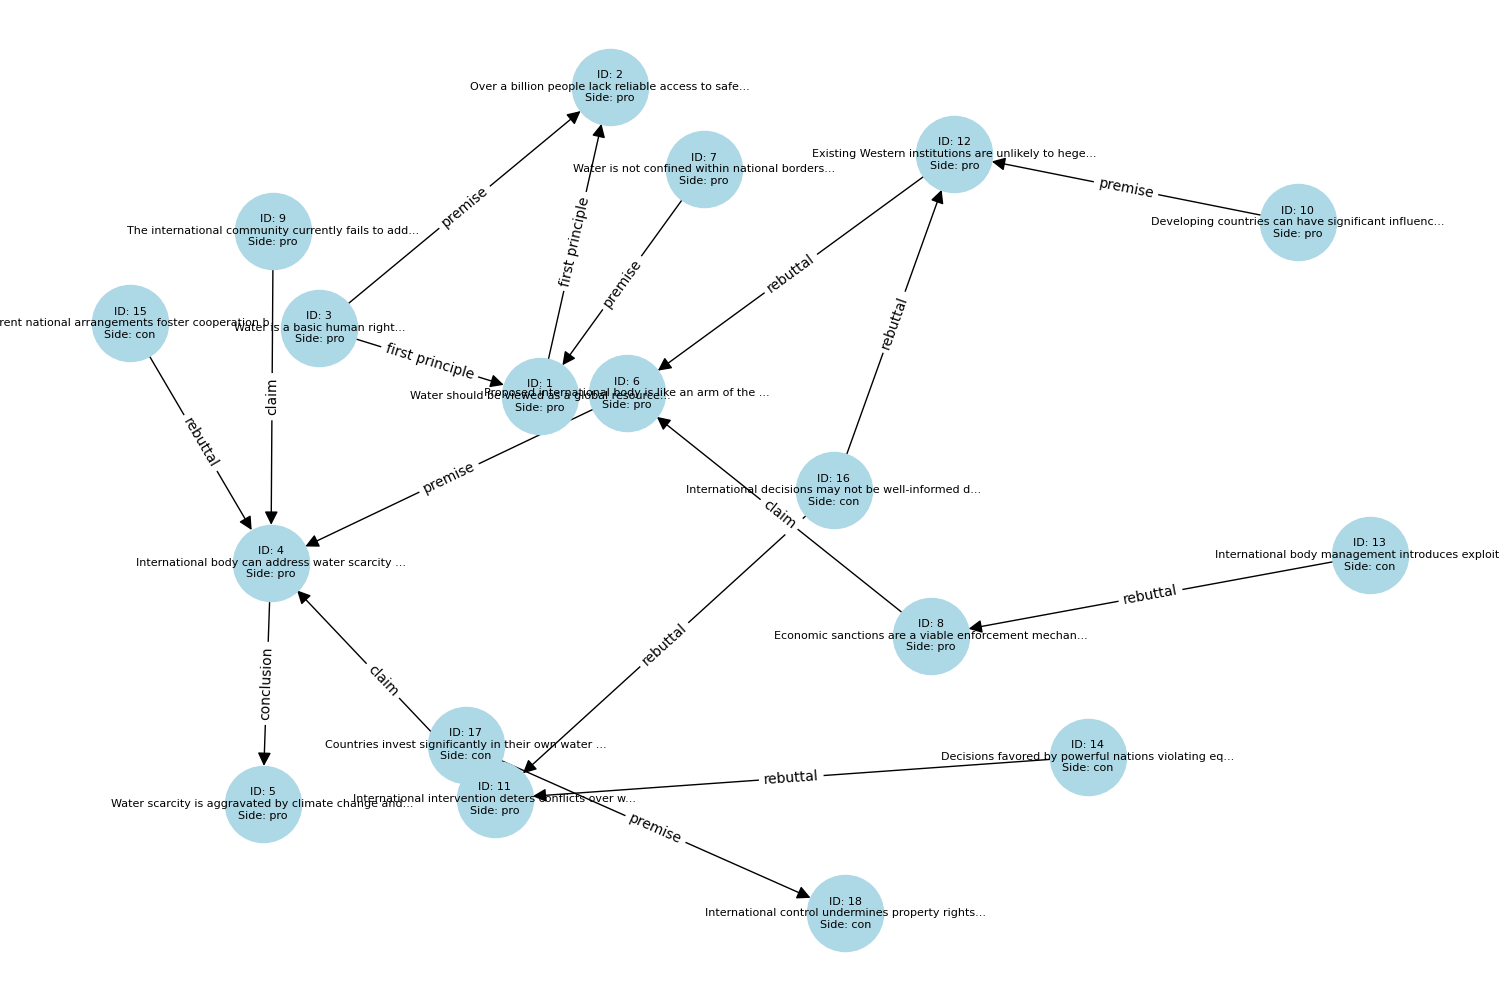 ID: 2
Over a billion people lack reliable access to safe...
Side: pro
ID: 7
Water is not confined within national borders...
Side: pro
ID: 12
Existing Western institutions are unlikely to hege...
Side: pro
premise
ID: 10
Developing countries can have significant influenc...
Side: pro
premise
ID: 9
The international community currently fails to add...
Side: pro
first principle
premise
rebuttal
ID: 15
rent national arrangements foster cooperation b
Side: con
ID: 3
Water is a basic human right...
Side: pro
rebuttal
first principle
ID: 1
Water should be viewed as a global resource...
Side: pro
ID: 6
Proposed international body is like an arm of the ...
Side: pro
claim
rebuttal
premise
ID: 16
International decisions may not be well-informed d...
Side: con
claim
ID: 4
International body can address water scarcity ...
Side: pro
ID: 13
International body management introduces exploit
Side: con
rebuttal
ID: 8
Economic sanctions are a viable enforcement mechan...
Side: pro
rebuttal
claim
conclusion
ID: 17
Countries invest significantly in their own water ...
Side: con
ID: 14
Decisions favored by powerful nations violating eq...
Side: con
rebuttal
ID: 5
Water scarcity is aggravated by climate change and...
Side: pro
ID: 11
International intervention deters conflicts over w...
Side: pro
premise
ID: 18
International control undermines property rights...
Side: con